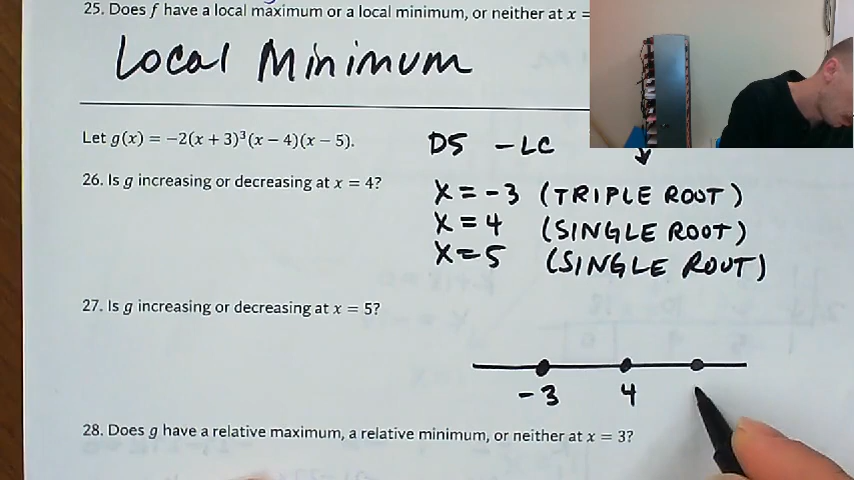 25. Does f have a local maximum or a local minimum, or neither at x =
Local Minimum
Let g(x) = −2(x + 3)³(x − 4)(x − 5).
D5 −LC
26. Is g increasing or decreasing at x = 4?
X = −3 (TRIPLE ROOT)
X = 4 (SINGLE ROOT)
X = 5 (SINGLE ROOT)
27. Is g increasing or decreasing at x = 5?
−3 4
28. Does g have a relative maximum, a relative minimum, or neither at x = 3?